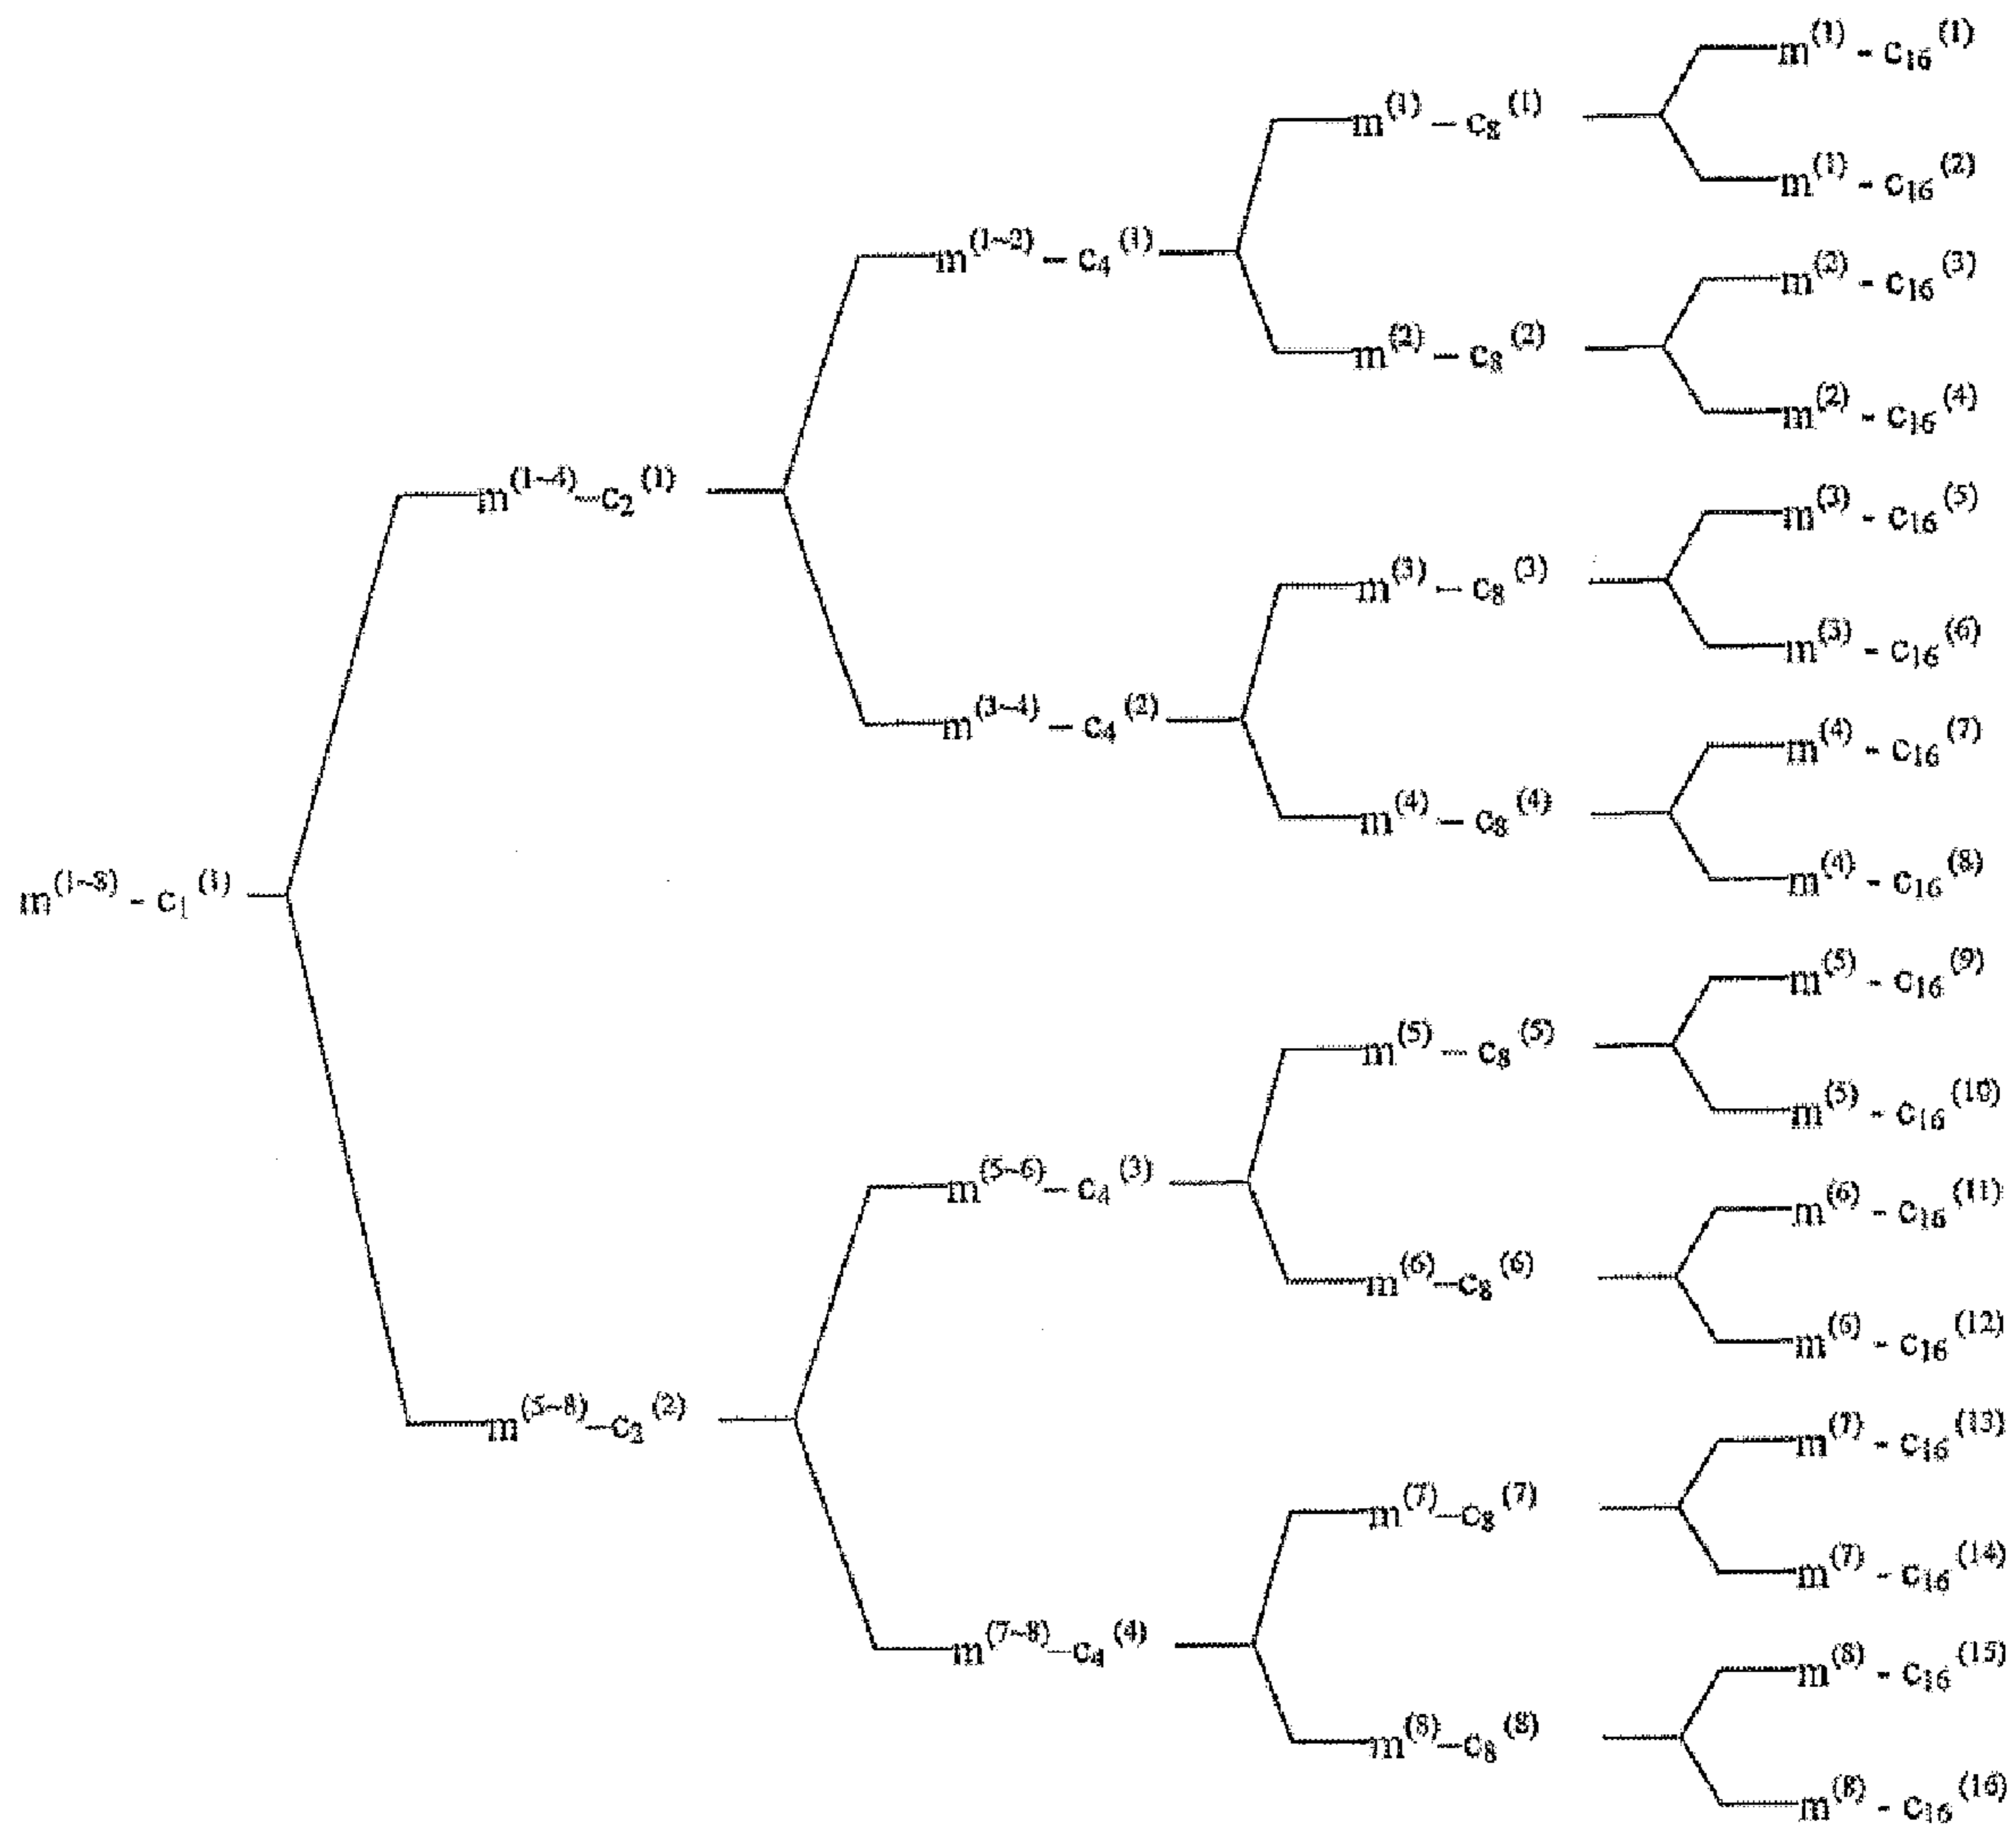 m(1~8) - c1(1)
m(1~4) – c2(1)
m(5~8) – c2(2)
m(1~2) – c4(1)
m(3~4) – c4(2)
m(5~6) – c4(3)
m(7~8) – c4(4)
m(1) – c8(1)
m(2) – c8(2)
m(3) – c8(3)
m(4) – c8(4)
m(5) – c8(5)
m(6) – c8(6)
m(7) – c8(7)
m(8) – c8(8)
m(1) - c16(1)
m(1) - c16(2)
m(2) - c16(3)
m(2) - c16(4)
m(3) - c16(5)
m(3) - c16(6)
m(4) - c16(7)
m(4) - c16(8)
m(5) - c16(9)
m(5) - c16(10)
m(6) - c16(11)
m(6) - c16(12)
m(7) - c16(13)
m(7) - c16(14)
m(8) - c16(15)
m(8) - c16(16)